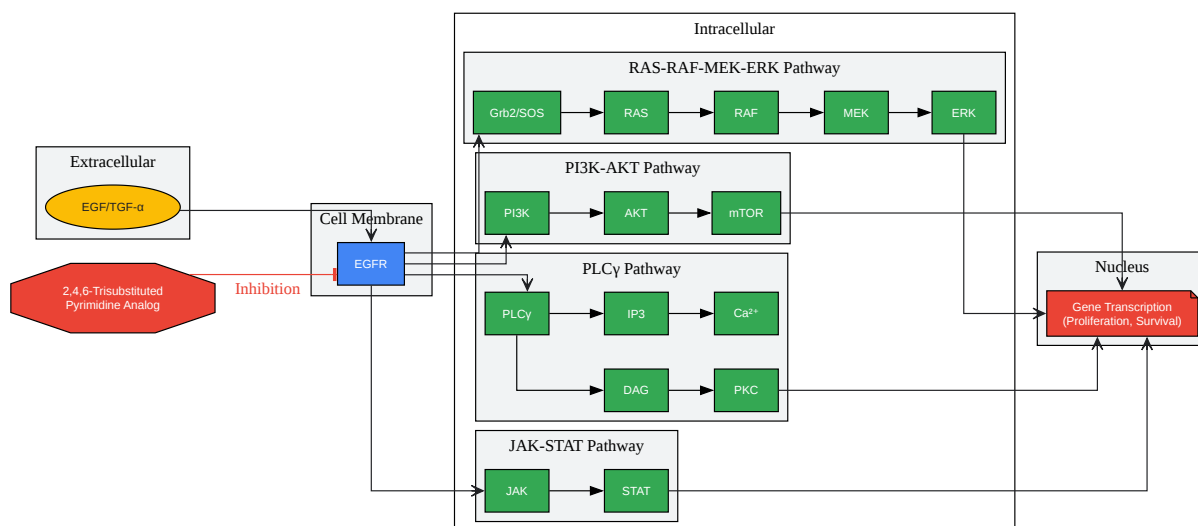 Intracellular
RAS-RAF-MEK-ERK Pathway
Grb2/SOS
RAS
RAF
MEK
ERK
Extracellular
EGF/TGF-α
PI3K-AKT Pathway
PI3K
AKT
mTOR
Cell Membrane
EGFR
2,4,6-Trisubstituted
Pyrimidine Analog
Inhibition
PLCγ Pathway
PLCγ
IP3
Ca²⁺
DAG
PKC
Nucleus
Gene Transcription
(Proliferation, Survival)
JAK-STAT Pathway
JAK
STAT